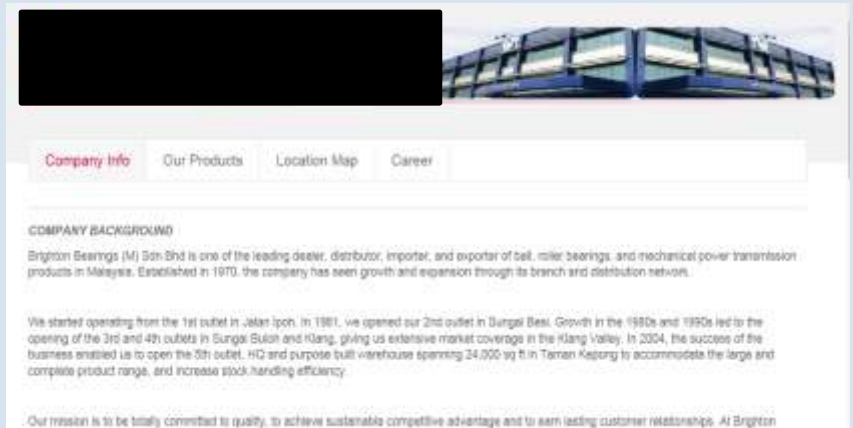 Company Info Our Products Location Map Career
COMPANY BACKGROUND
Brighton Bearings (M) Sdn Bhd is one of the leading dealer, distributor, importer, and exporter of ball, roller bearings, and mechanical power transmission
products in Malaysia. Established in 1970, the company has seen growth and expansion through its branch and distribution network.
We started operating from the 1st outlet in Jalan Ipoh. In 1981, we opened our 2nd outlet in Sungai Besi. Growth in the 1980s and 1990s led to the
opening of the 3rd and 4th outlets in Sungai Buloh and Klang, giving us extensive market coverage in the Klang Valley. In 2004, the success of the
business enabled us to open the 5th outlet, HQ and purpose built warehouse spanning 24,000 sq ft in Taman Kepong to accommodate the large and
complete product range, and increase stock handling efficiency.
Our mission is to be totally committed to quality, to achieve sustainable competitive advantage and to earn lasting customer relationships. At Brighton